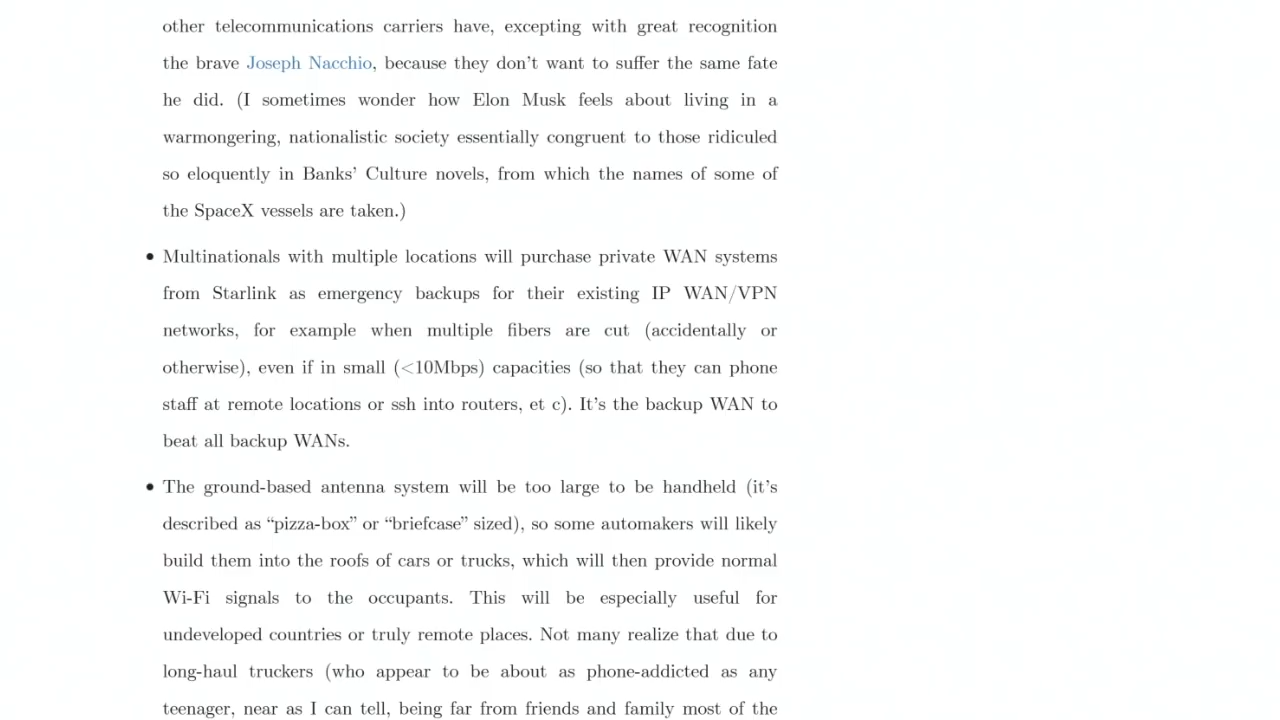 other telecommunications carriers have, excepting with great recognition
the brave Joseph Nacchio, because they don't want to suffer the same fate
he did. (I sometimes wonder how Elon Musk feels about living in a
warmongering, nationalistic society essentially congruent to those ridiculed
so eloquently in Banks' Culture novels, from which the names of some of
the SpaceX vessels are taken.)
• Multinationals with multiple locations will purchase private WAN systems
from Starlink as emergency backups for their existing IP WAN/VPN
networks, for example when multiple fibers are cut (accidentally or
otherwise), even if in small (<10Mbps) capacities (so that they can phone
staff at remote locations or ssh into routers, et c). It's the backup WAN to
beat all backup WANs.
• The ground-based antenna system will be too large to be handheld (it's
described as “pizza-box” or “briefcase” sized), so some automakers will likely
build them into the roofs of cars or trucks, which will then provide normal
Wi-Fi signals to the occupants. This will be especially useful for
undeveloped countries or truly remote places. Not many realize that due to
long-haul truckers (who appear to be about as phone-addicted as any
teenager, near as I can tell, being far from friends and family most of the